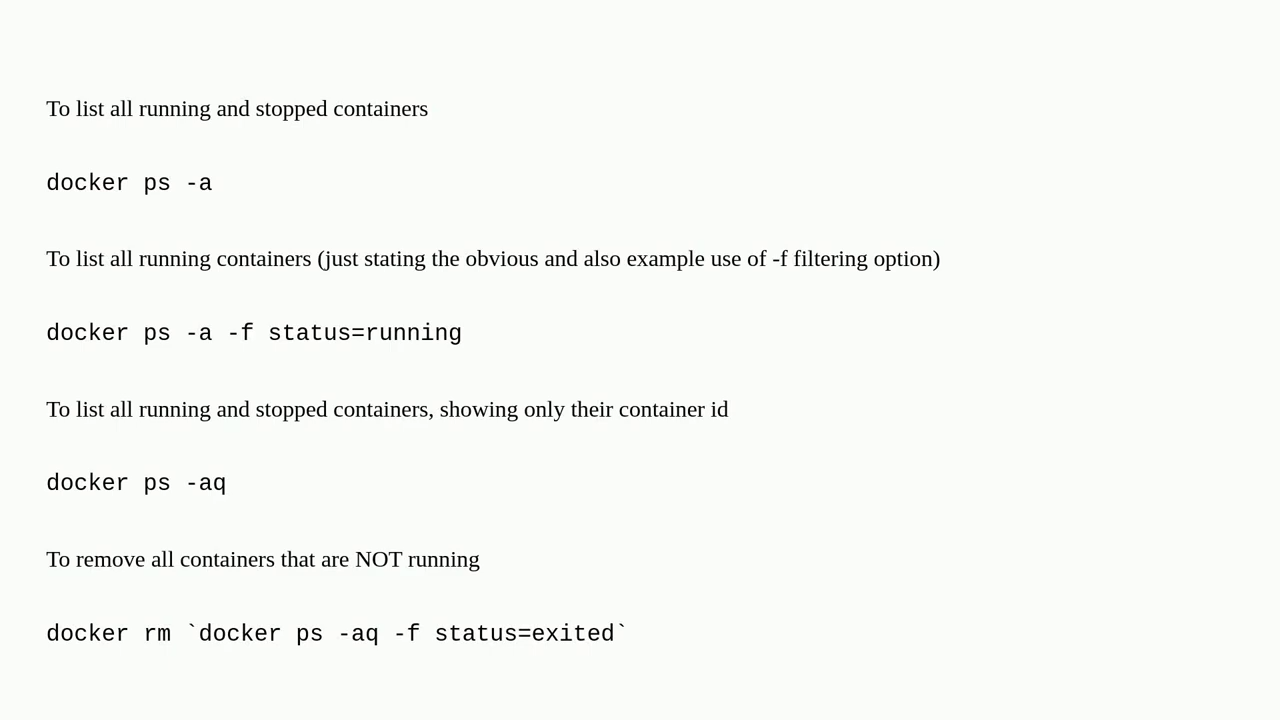 To list all running and stopped containers
docker ps -a
To list all running containers (just stating the obvious and also example use of -f filtering option)
docker ps -a -f status=running
To list all running and stopped containers, showing only their container id
docker ps -aq
To remove all containers that are NOT running
docker rm `docker ps -aq -f status=exited`